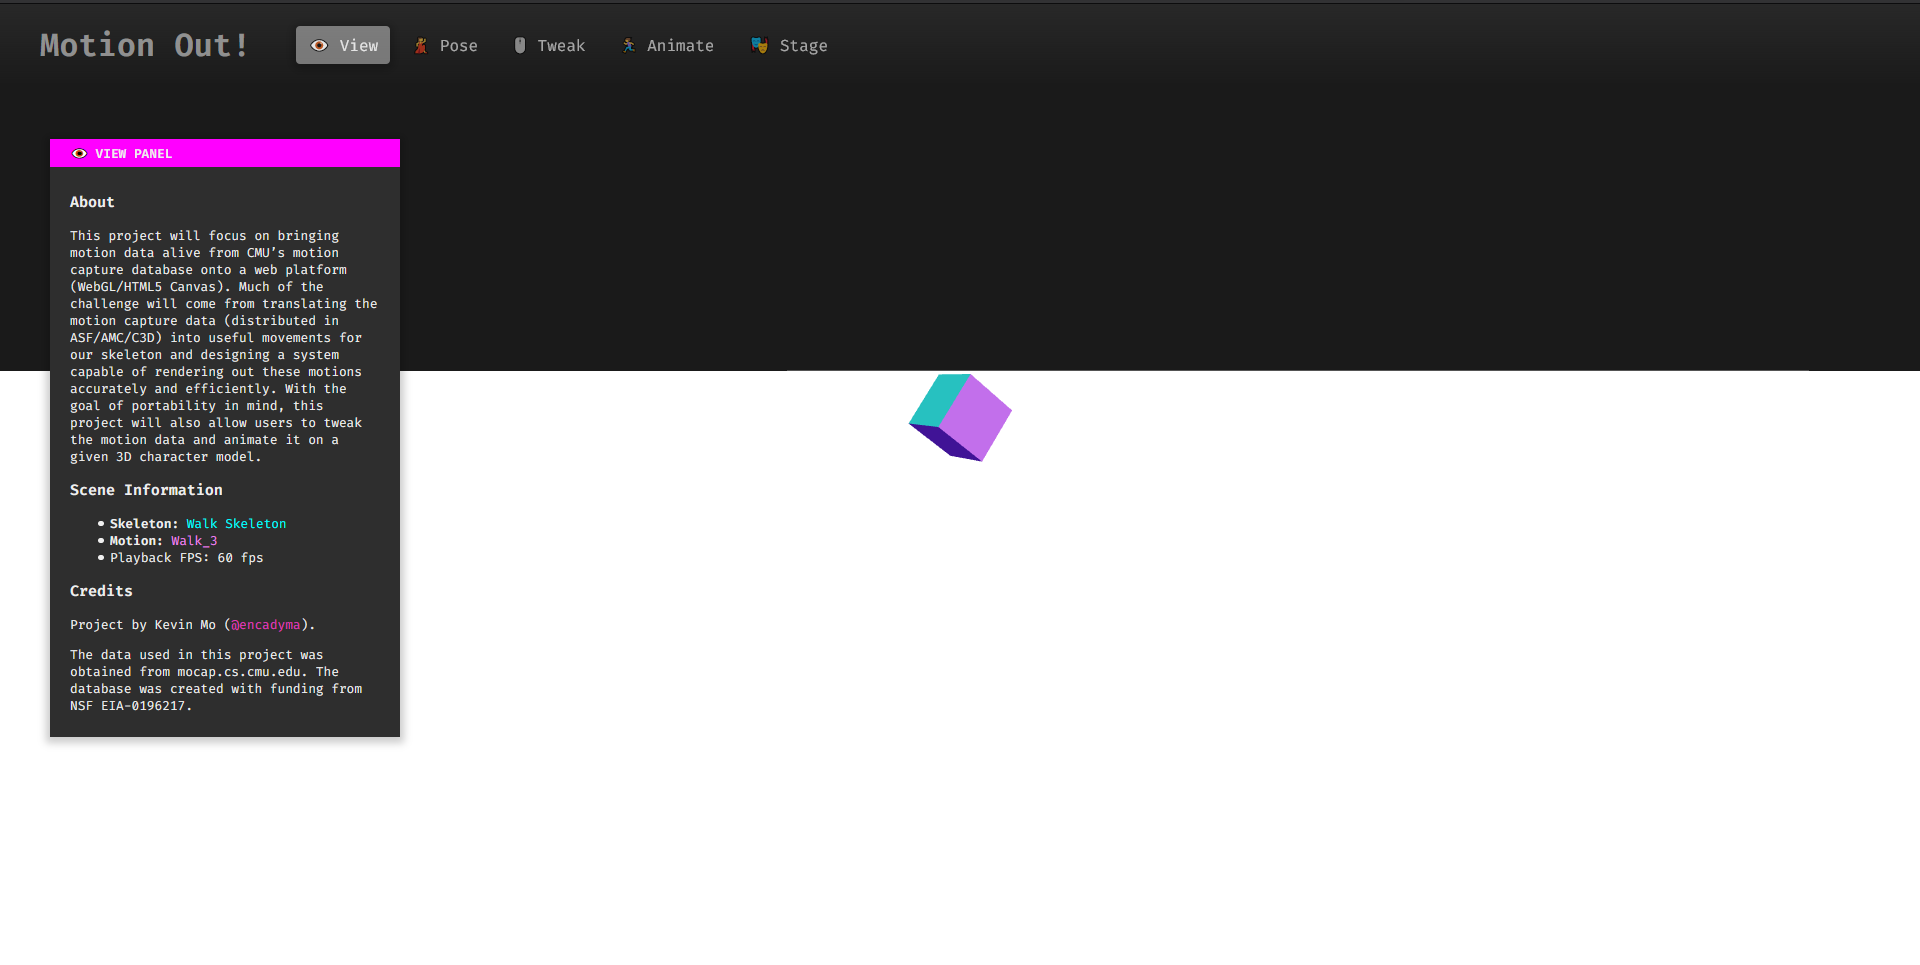 Motion Out!
View
Pose
Tweak
Animate
Stage
VIEW PANEL
About
This project will focus on bringing
motion data alive from CMU’s motion
capture database onto a web platform
(WebGL/HTML5 Canvas). Much of the
challenge will come from translating the
motion capture data (distributed in
ASF/AMC/C3D) into useful movements for
our skeleton and designing a system
capable of rendering out these motions
accurately and efficiently. With the
goal of portability in mind, this
project will also allow users to tweak
the motion data and animate it on a
given 3D character model.
Scene Information
Skeleton: Walk Skeleton
Motion: Walk_3
Playback FPS: 60 fps
Credits
Project by Kevin Mo (@encadyma).
The data used in this project was
obtained from mocap.cs.cmu.edu. The
database was created with funding from
NSF EIA-0196217.